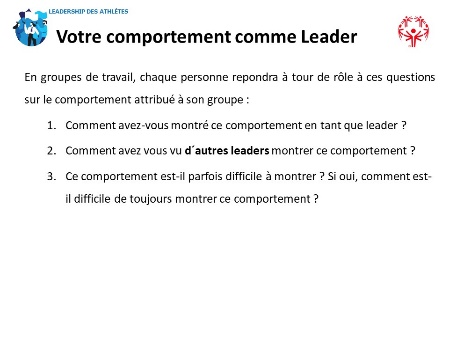 LEADERSHIP DES ATHLÈTES
Votre comportement comme Leader
En groupes de travail, chaque personne repondra à tour de rôle à ces questions
sur le comportement attribué à son groupe :
1. Comment avez-vous montré ce comportement en tant que leader ?
2. Comment avez vous vu d´autres leaders montrer ce comportement ?
3. Ce comportement est-il parfois difficile à montrer ? Si oui, comment est-
il difficile de toujours montrer ce comportement ?